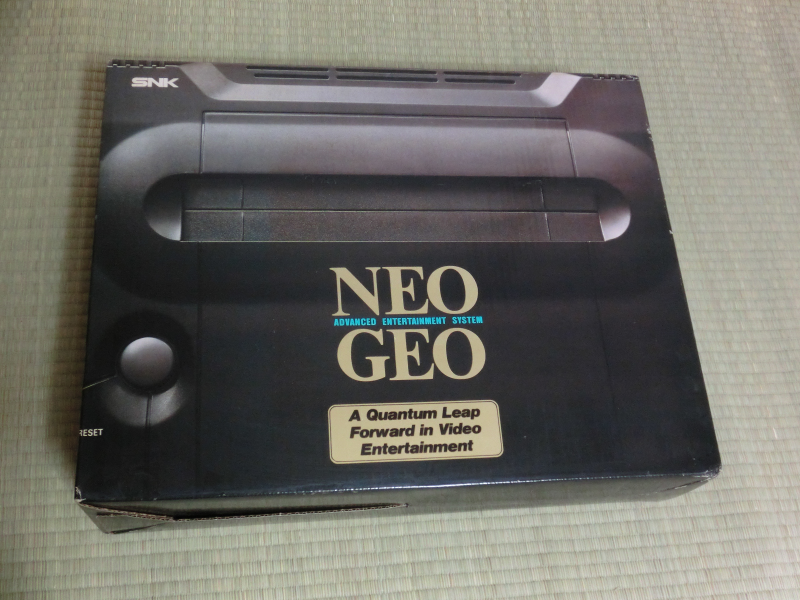 SNK
NEO
ADVANCED ENTERTAINMENT SYSTEM
GEO
RESET
A Quantum Leap
Forward in Video
Entertainment